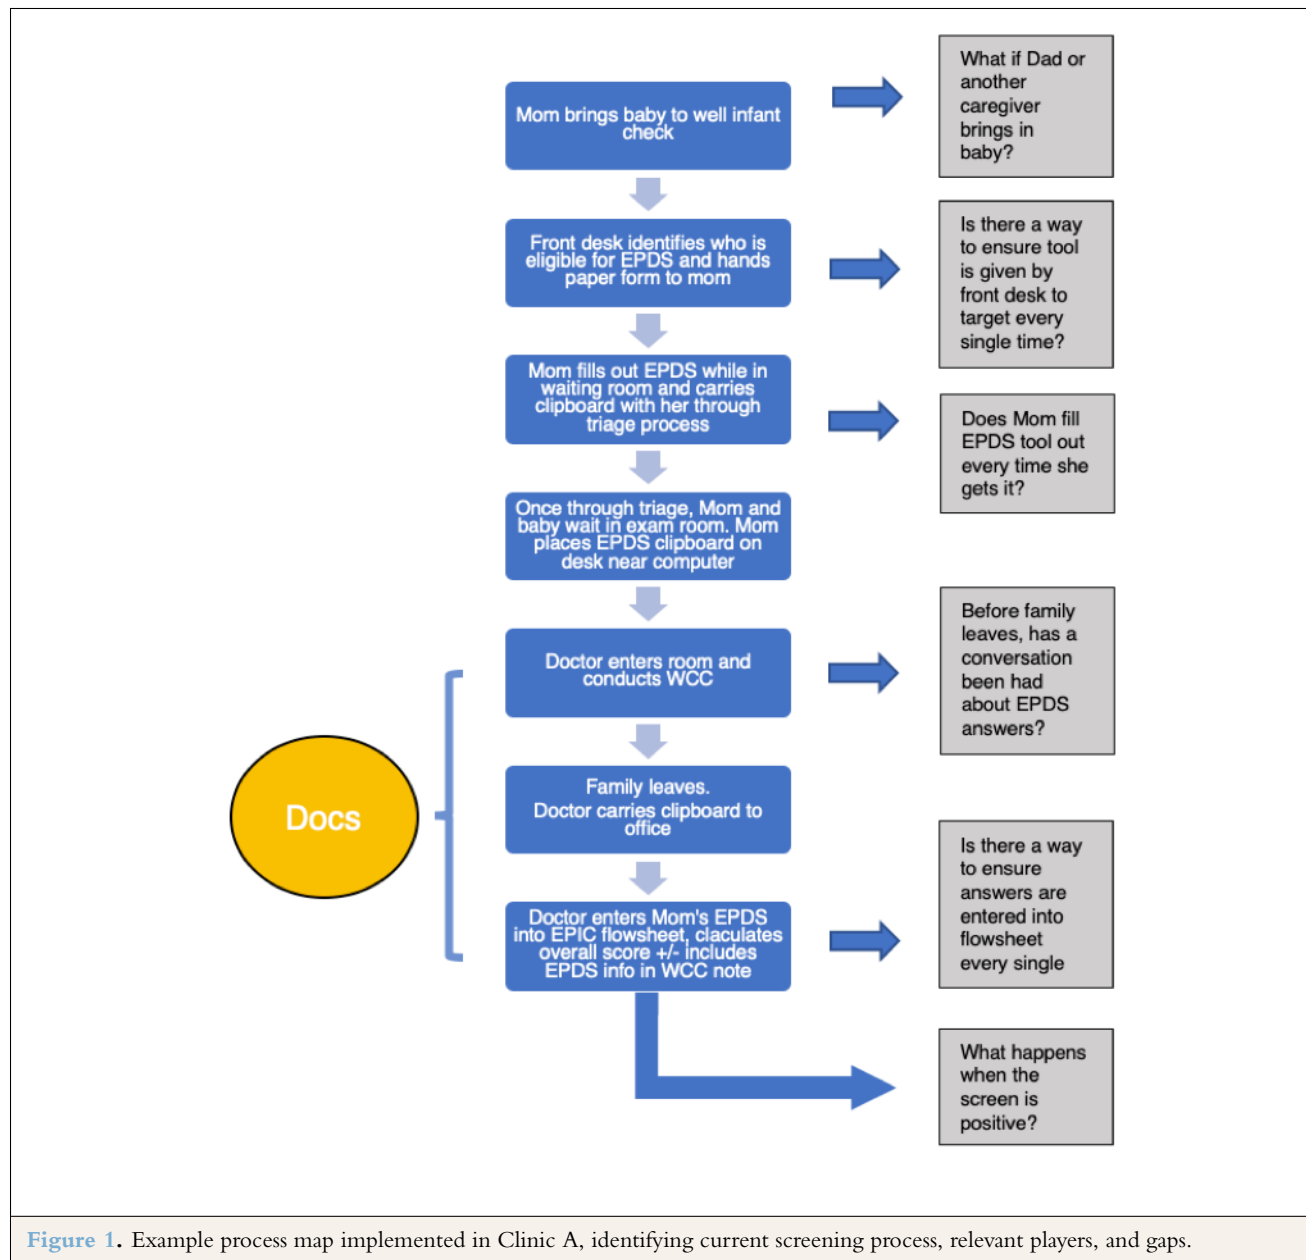 Mom brings baby to well infant
check
What if Dad or
another
caregiver
brings in
baby?
Front desk identifies who is
eligible for EPDS and hands
paper form to mom
Is there a way
to ensure tool
is given by
front desk to
target every
single time?
Mom fills out EPDS while in
waiting room and carries
clipboard with her through
triage process
Does Mom fill
EPDS tool out
every time she
gets it?
Once through triage, Mom and
baby wait in exam room. Mom
places EPDS clipboard on
desk near computer
Doctor enters room and
conducts WCC
Before family
leaves, has a
conversation
been had
about EPDS
answers?
Docs
Family leaves.
Doctor carries clipboard to
office
Doctor enters Mom's EPDS
into EPIC flowsheet, claculates
overall score +/- includes
EPDS info in WCC note
Is there a way
to ensure
answers are
entered into
flowsheet
every single
What happens
when the
screen is
positive?
Figure 1. Example process map implemented in Clinic A, identifying current screening process, relevant players, and gaps.